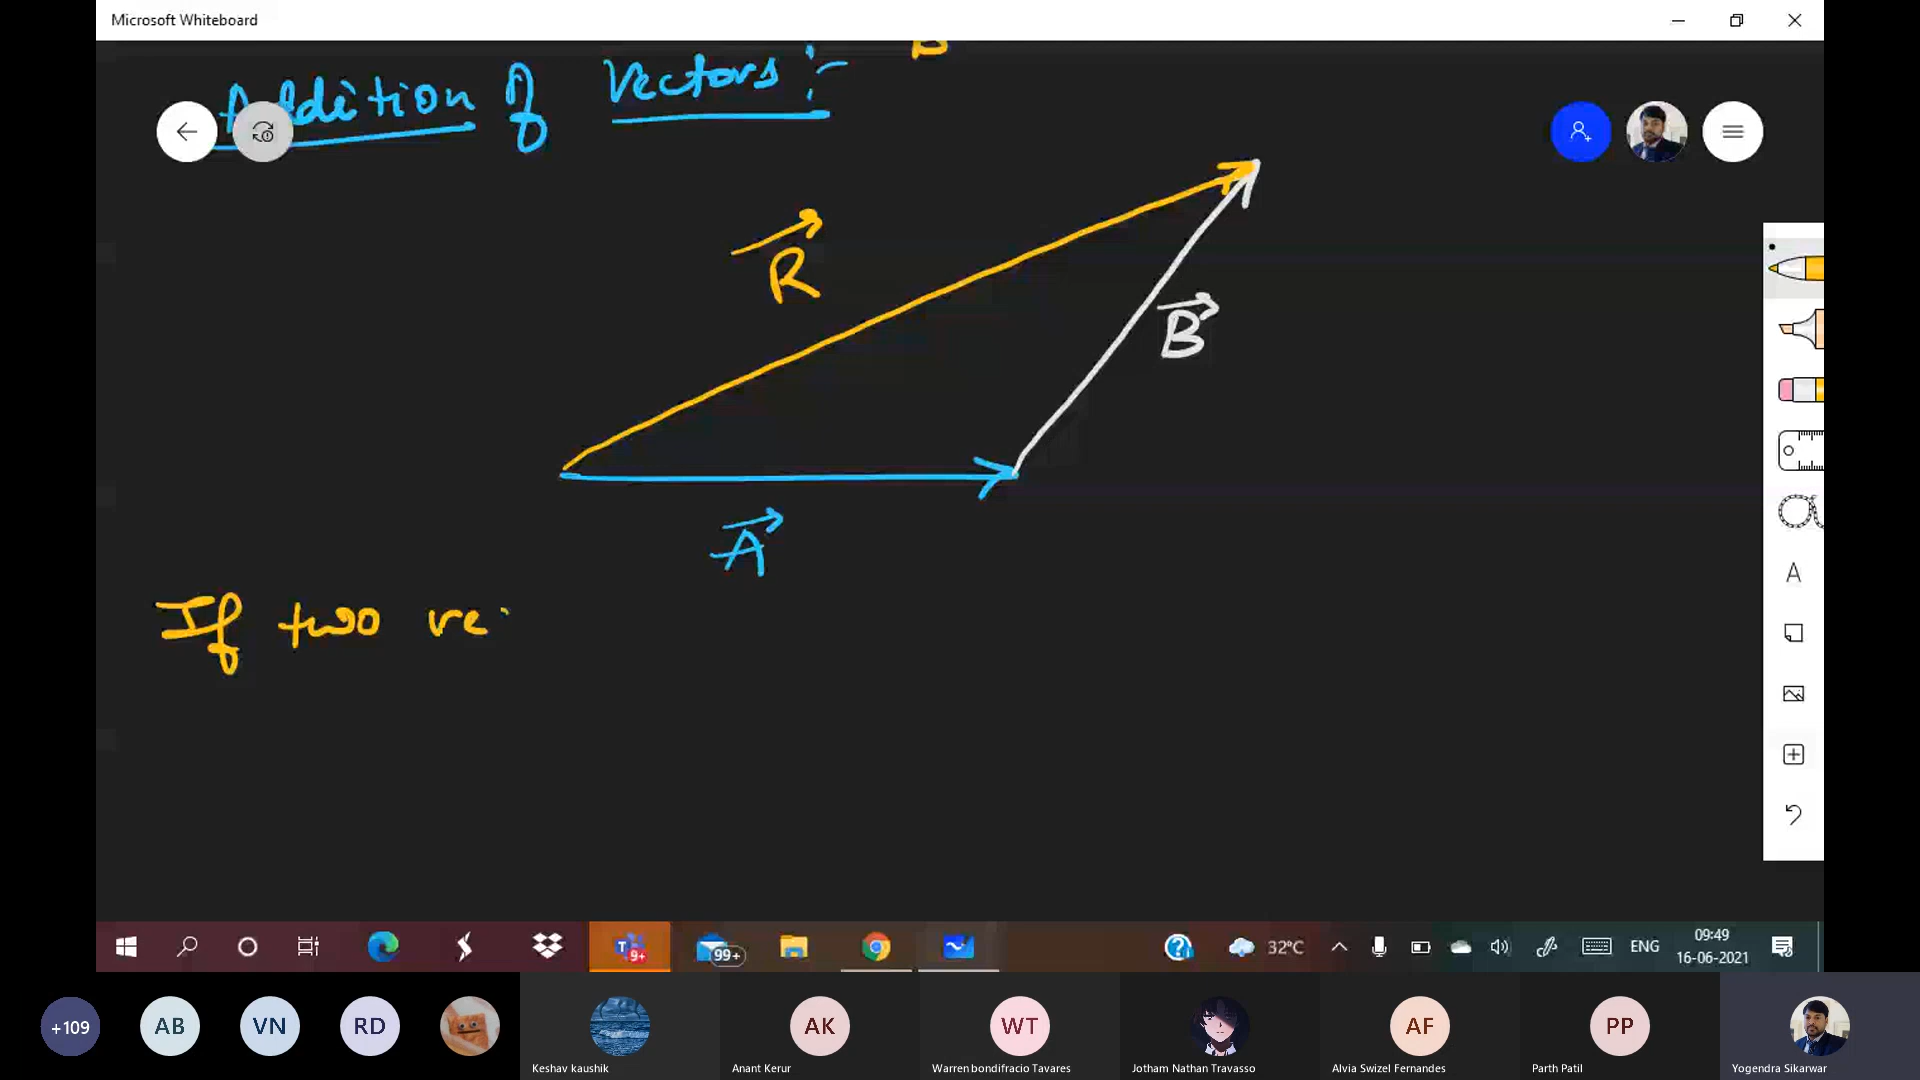 Microsoft Whiteboard
B
Addition of Vectors :-
R
B
A
If two ve
A
T
9+
99+
32°C
ENG
09:49
16-06-2021
+109
AB
VN
RD
AK
WT
AF
PP
Keshav kaushik
Anant Kerur
Warren bondifracio Tavares
Jotham Nathan Travasso
Alvia Swizel Fernandes
Parth Patil
Yogendra Sikarwar